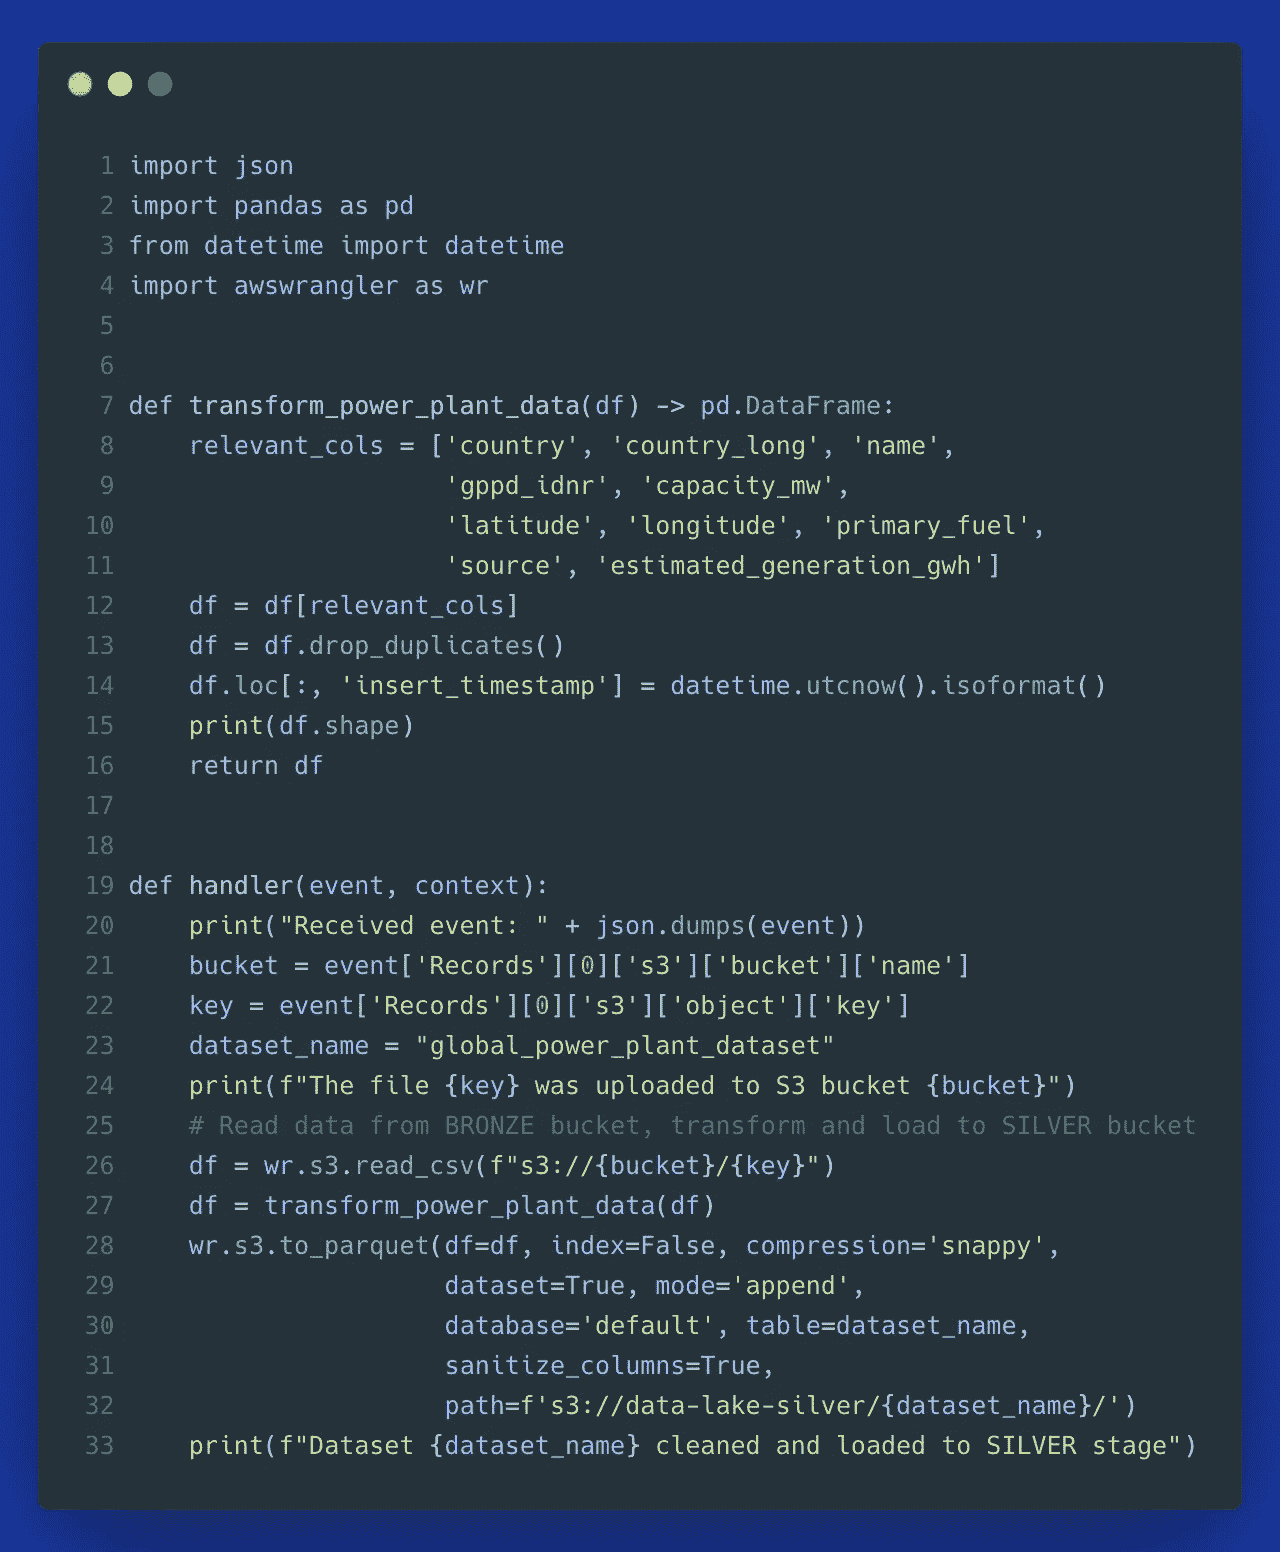 1 import json
2 import pandas as pd
3 from datetime import datetime
4 import awswrangler as wr
5
6
7 def transform_power_plant_data(df) -> pd.DataFrame:
8     relevant_cols = ['country', 'country_long', 'name',
9                      'gppd_idnr', 'capacity_mw',
10                      'latitude', 'longitude', 'primary_fuel',
11                      'source', 'estimated_generation_gwh']
12     df = df[relevant_cols]
13     df = df.drop_duplicates()
14     df.loc[:, 'insert_timestamp'] = datetime.utcnow().isoformat()
15     print(df.shape)
16     return df
17
18
19 def handler(event, context):
20     print("Received event: " + json.dumps(event))
21     bucket = event['Records'][0]['s3']['bucket']['name']
22     key = event['Records'][0]['s3']['object']['key']
23     dataset_name = "global_power_plant_dataset"
24     print(f"The file {key} was uploaded to S3 bucket {bucket}")
25     # Read data from BRONZE bucket, transform and load to SILVER bucket
26     df = wr.s3.read_csv(f"s3://{bucket}/{key}")
27     df = transform_power_plant_data(df)
28     wr.s3.to_parquet(df=df, index=False, compression='snappy',
29                      dataset=True, mode='append',
30                      database='default', table=dataset_name,
31                      sanitize_columns=True,
32                      path=f's3://data-lake-silver/{dataset_name}/')
33     print(f"Dataset {dataset_name} cleaned and loaded to SILVER stage")